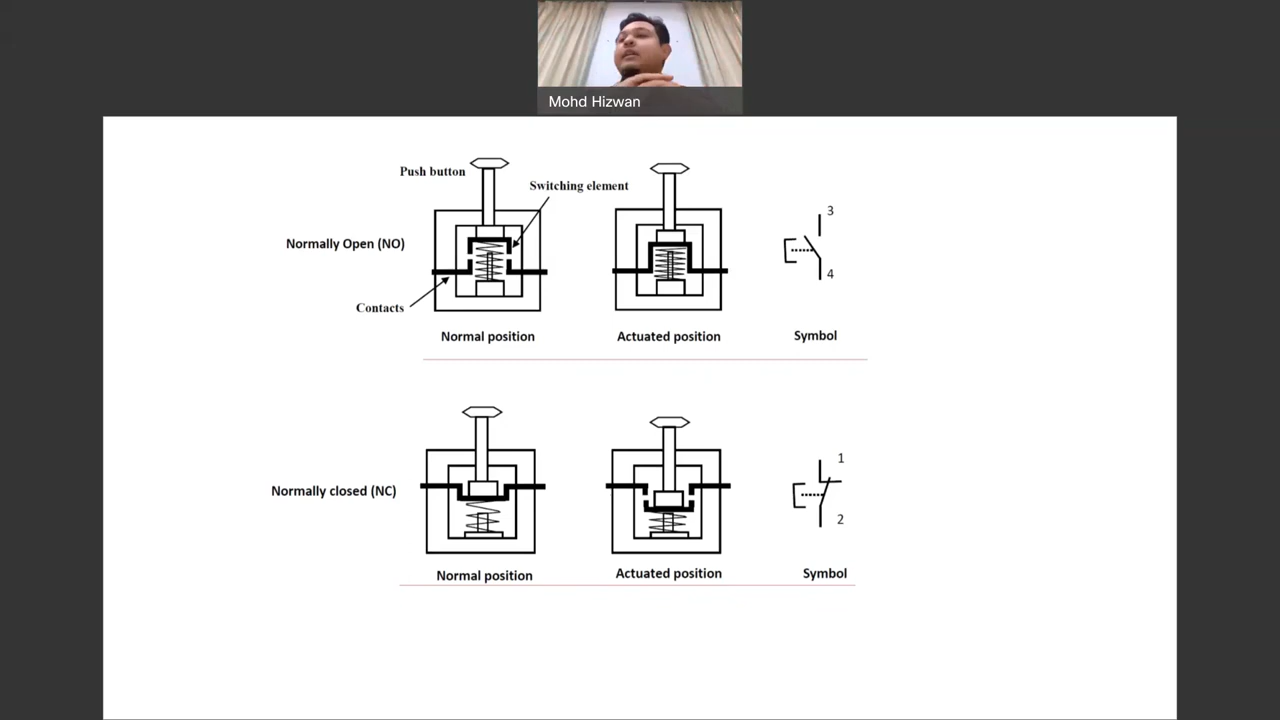 Mohd Hizwan
Push button
Switching element
3
Normally Open (NO)
4
Contacts
Normal position
Actuated position
Symbol
1
Normally closed (NC)
2
Normal position
Actuated position
Symbol